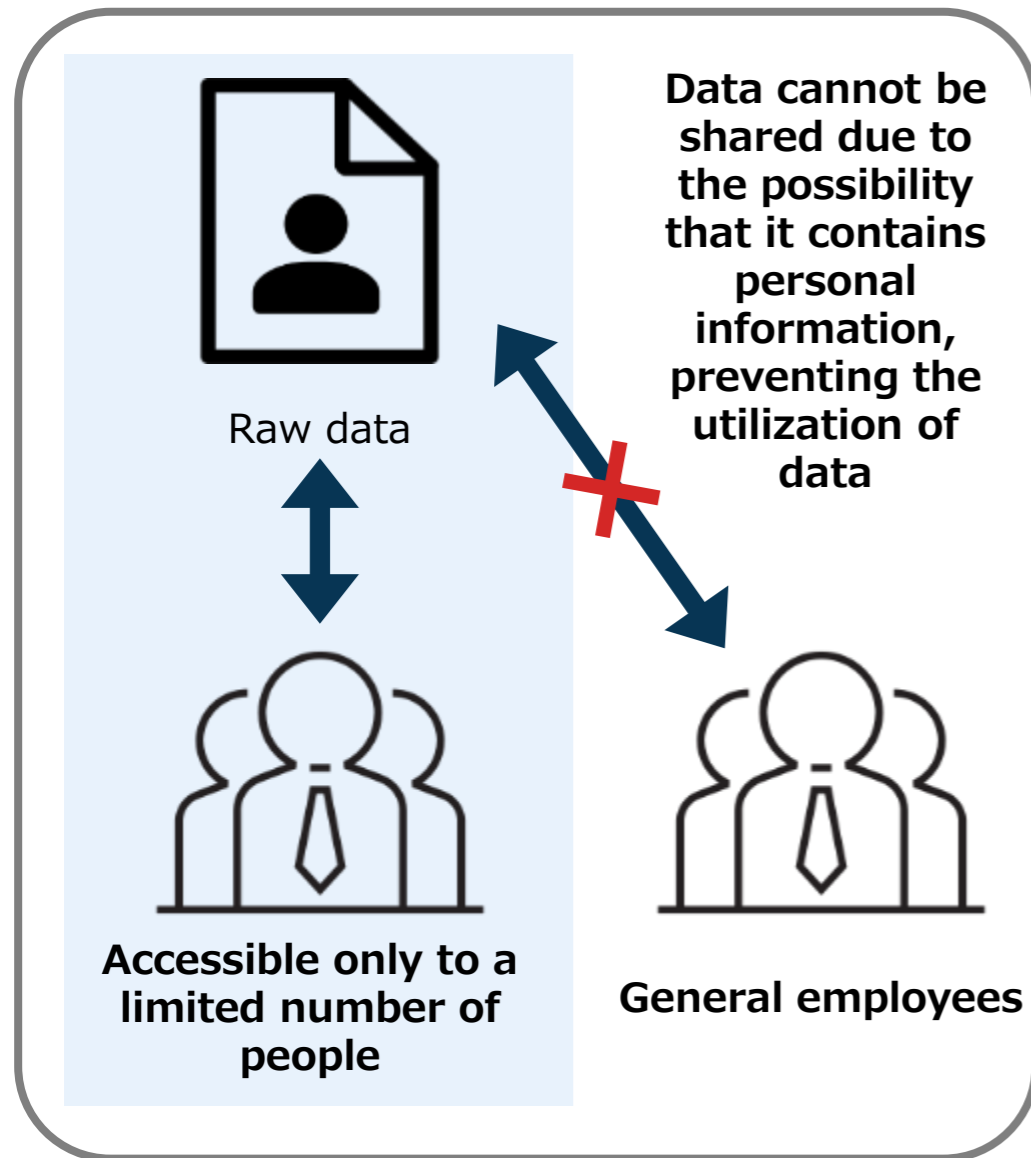 Data cannot be
shared due to
the possibility
that it contains
personal
information,
preventing the
utilization of
data
Raw data
Accessible only to a
limited number of
people
General employees